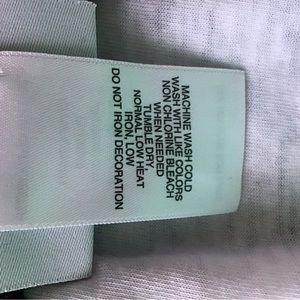 MACHINE WASH COLD
WASH WITH LIKE COLORS
NON CHLORINE BLEACH
WHEN NEEDED
TUMBLE DRY,
NORMAL LOW HEAT
IRON, LOW
DO NOT IRON DECORATION